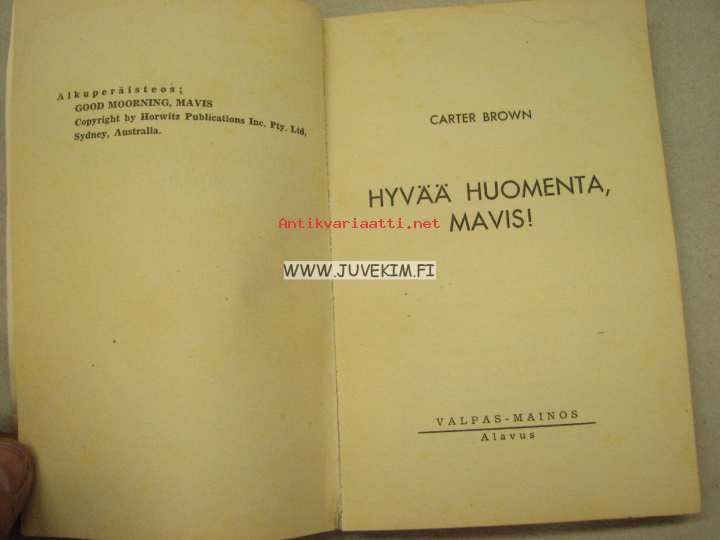 Alkuperäisteos:
GOOD MOORNING, MAVIS
Copyright by Horwitz Publications Inc. Pty. Ltd,
Sydney, Australia.
CARTER BROWN
HYVÄÄ HUOMENTA,
MAVIS!
Antikvariaatti.net
WWW.JUVEKIM.FI
VALPAS-MAINOS
Alavus